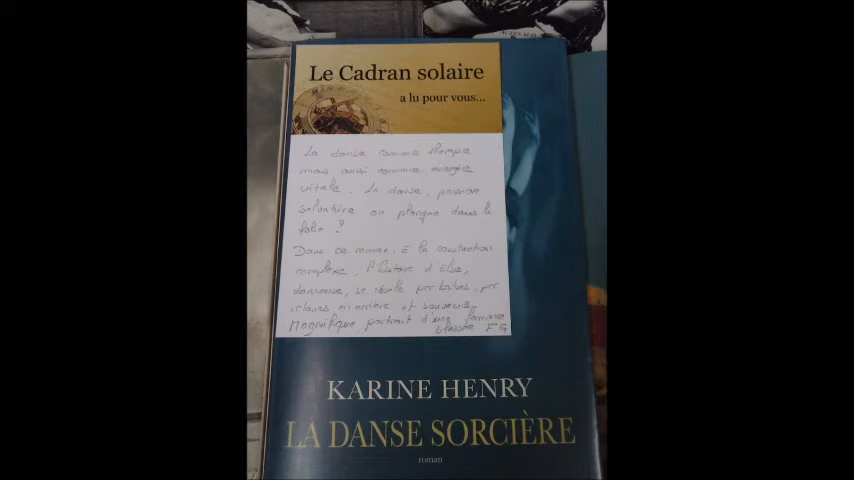 Le Cadran solaire
a lu pour vous...
La danse comme thérapie
mais aussi comme énergie
vitale. La danse, passion
salvatrice ou plongée dans la
folie ?
Dans ce roman, à la construction
complexe, l'histoire d'Else,
danseuse, se révèle par bribes, par
retours en arrière et souvenirs.
Magnifique portrait d'une femme
blessée F.G
KARINE HENRY
LA DANSE SORCIÈRE
roman